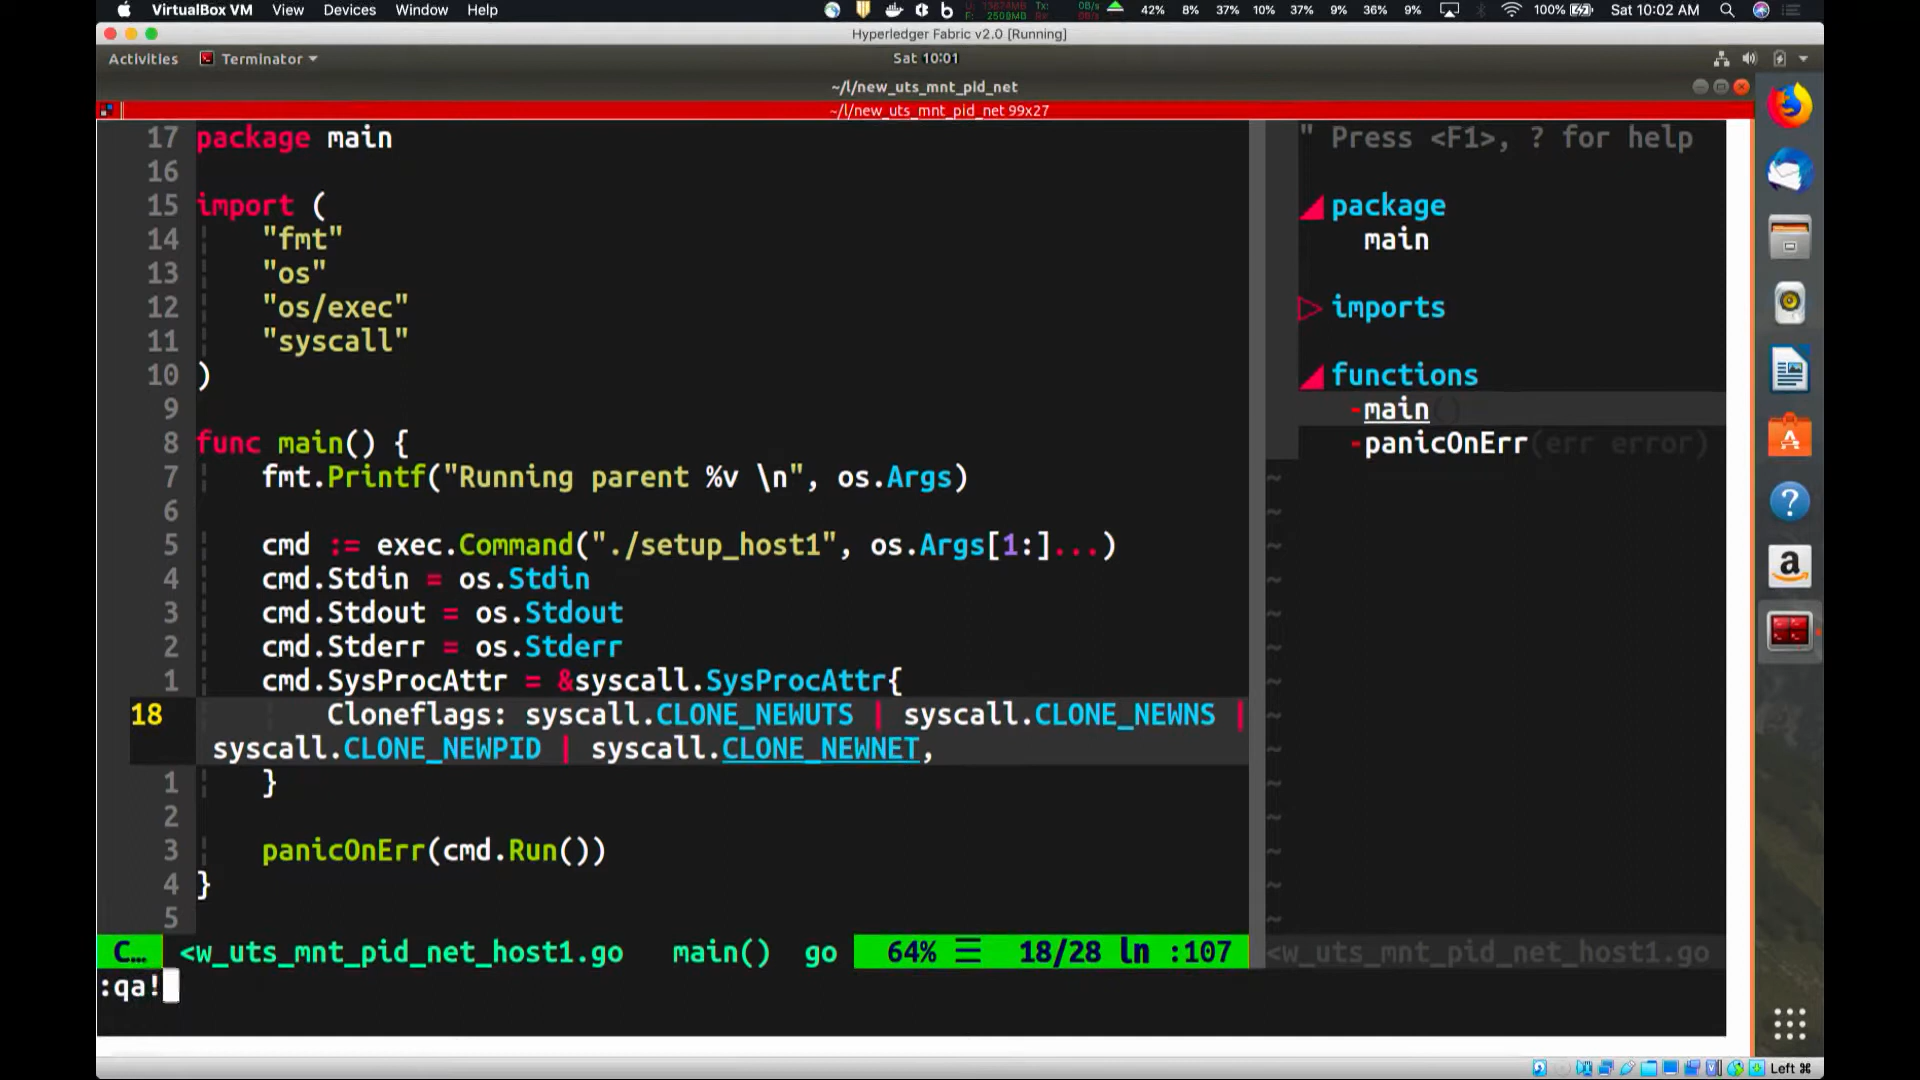 VirtualBox VM View Devices Window Help
42% 8% 37% 10% 37% 9% 36% 9% 100% Sat 10:02 AM
Hyperledger Fabric v2.0 [Running]
Activities Terminator Sat 10:01
~/l/new_uts_mnt_pid_net
~/l/new_uts_mnt_pid_net 99x27
17 package main
16
15 import (
14 "fmt"
13 "os"
12 "os/exec"
11 "syscall"
10 )
9
8 func main() {
7 fmt.Printf("Running parent %v \n", os.Args)
6
5 cmd := exec.Command("./setup_host1", os.Args[1:]...)
4 cmd.Stdin = os.Stdin
3 cmd.Stdout = os.Stdout
2 cmd.Stderr = os.Stderr
1 cmd.SysProcAttr = &syscall.SysProcAttr{
18 Cloneflags: syscall.CLONE_NEWUTS | syscall.CLONE_NEWNS |
syscall.CLONE_NEWPID | syscall.CLONE_NEWNET,
1 }
2
3 panicOnErr(cmd.Run())
4 }
5
C… <w_uts_mnt_pid_net_host1.go main() go 64% ☰ 18/28 ln :107
:qa!
" Press <F1>, ? for help
package
main
imports
functions
-main()
-panicOnErr(err error)
~
~
~
~
~
~
~
~
~
~
~
~
~
~
<w_uts_mnt_pid_net_host1.go
Left ⌘